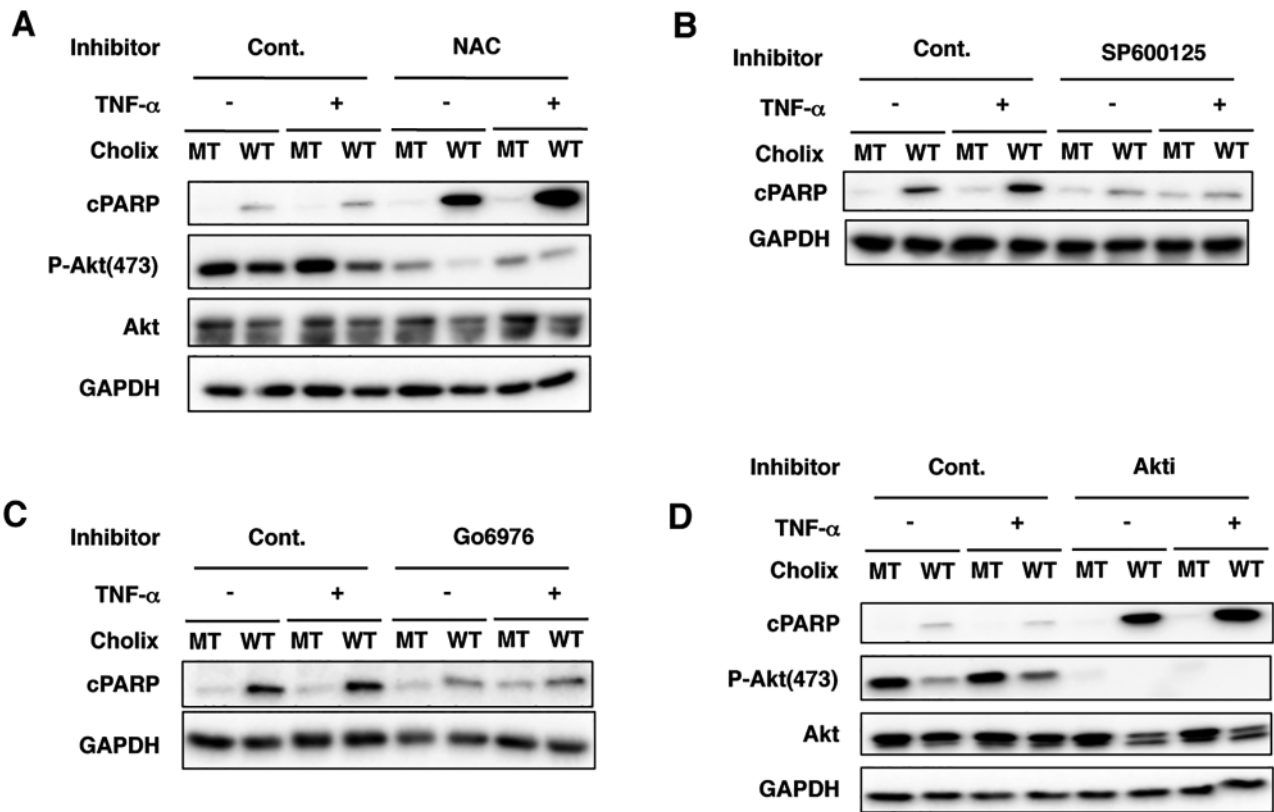 A
Inhibitor Cont. NAC
TNF-α - + - +
Cholix MT WT MT WT MT WT MT WT
cPARP
P-Akt(473)
Akt
GAPDH
B
Inhibitor Cont. SP600125
TNF-α - + - +
Cholix MT WT MT WT MT WT MT WT
cPARP
GAPDH
C
Inhibitor Cont. Go6976
TNF-α - + - +
Cholix MT WT MT WT MT WT MT WT
cPARP
GAPDH
D
Inhibitor Cont. Akti
TNF-α - + - +
Cholix MT WT MT WT MT WT MT WT
cPARP
P-Akt(473)
Akt
GAPDH